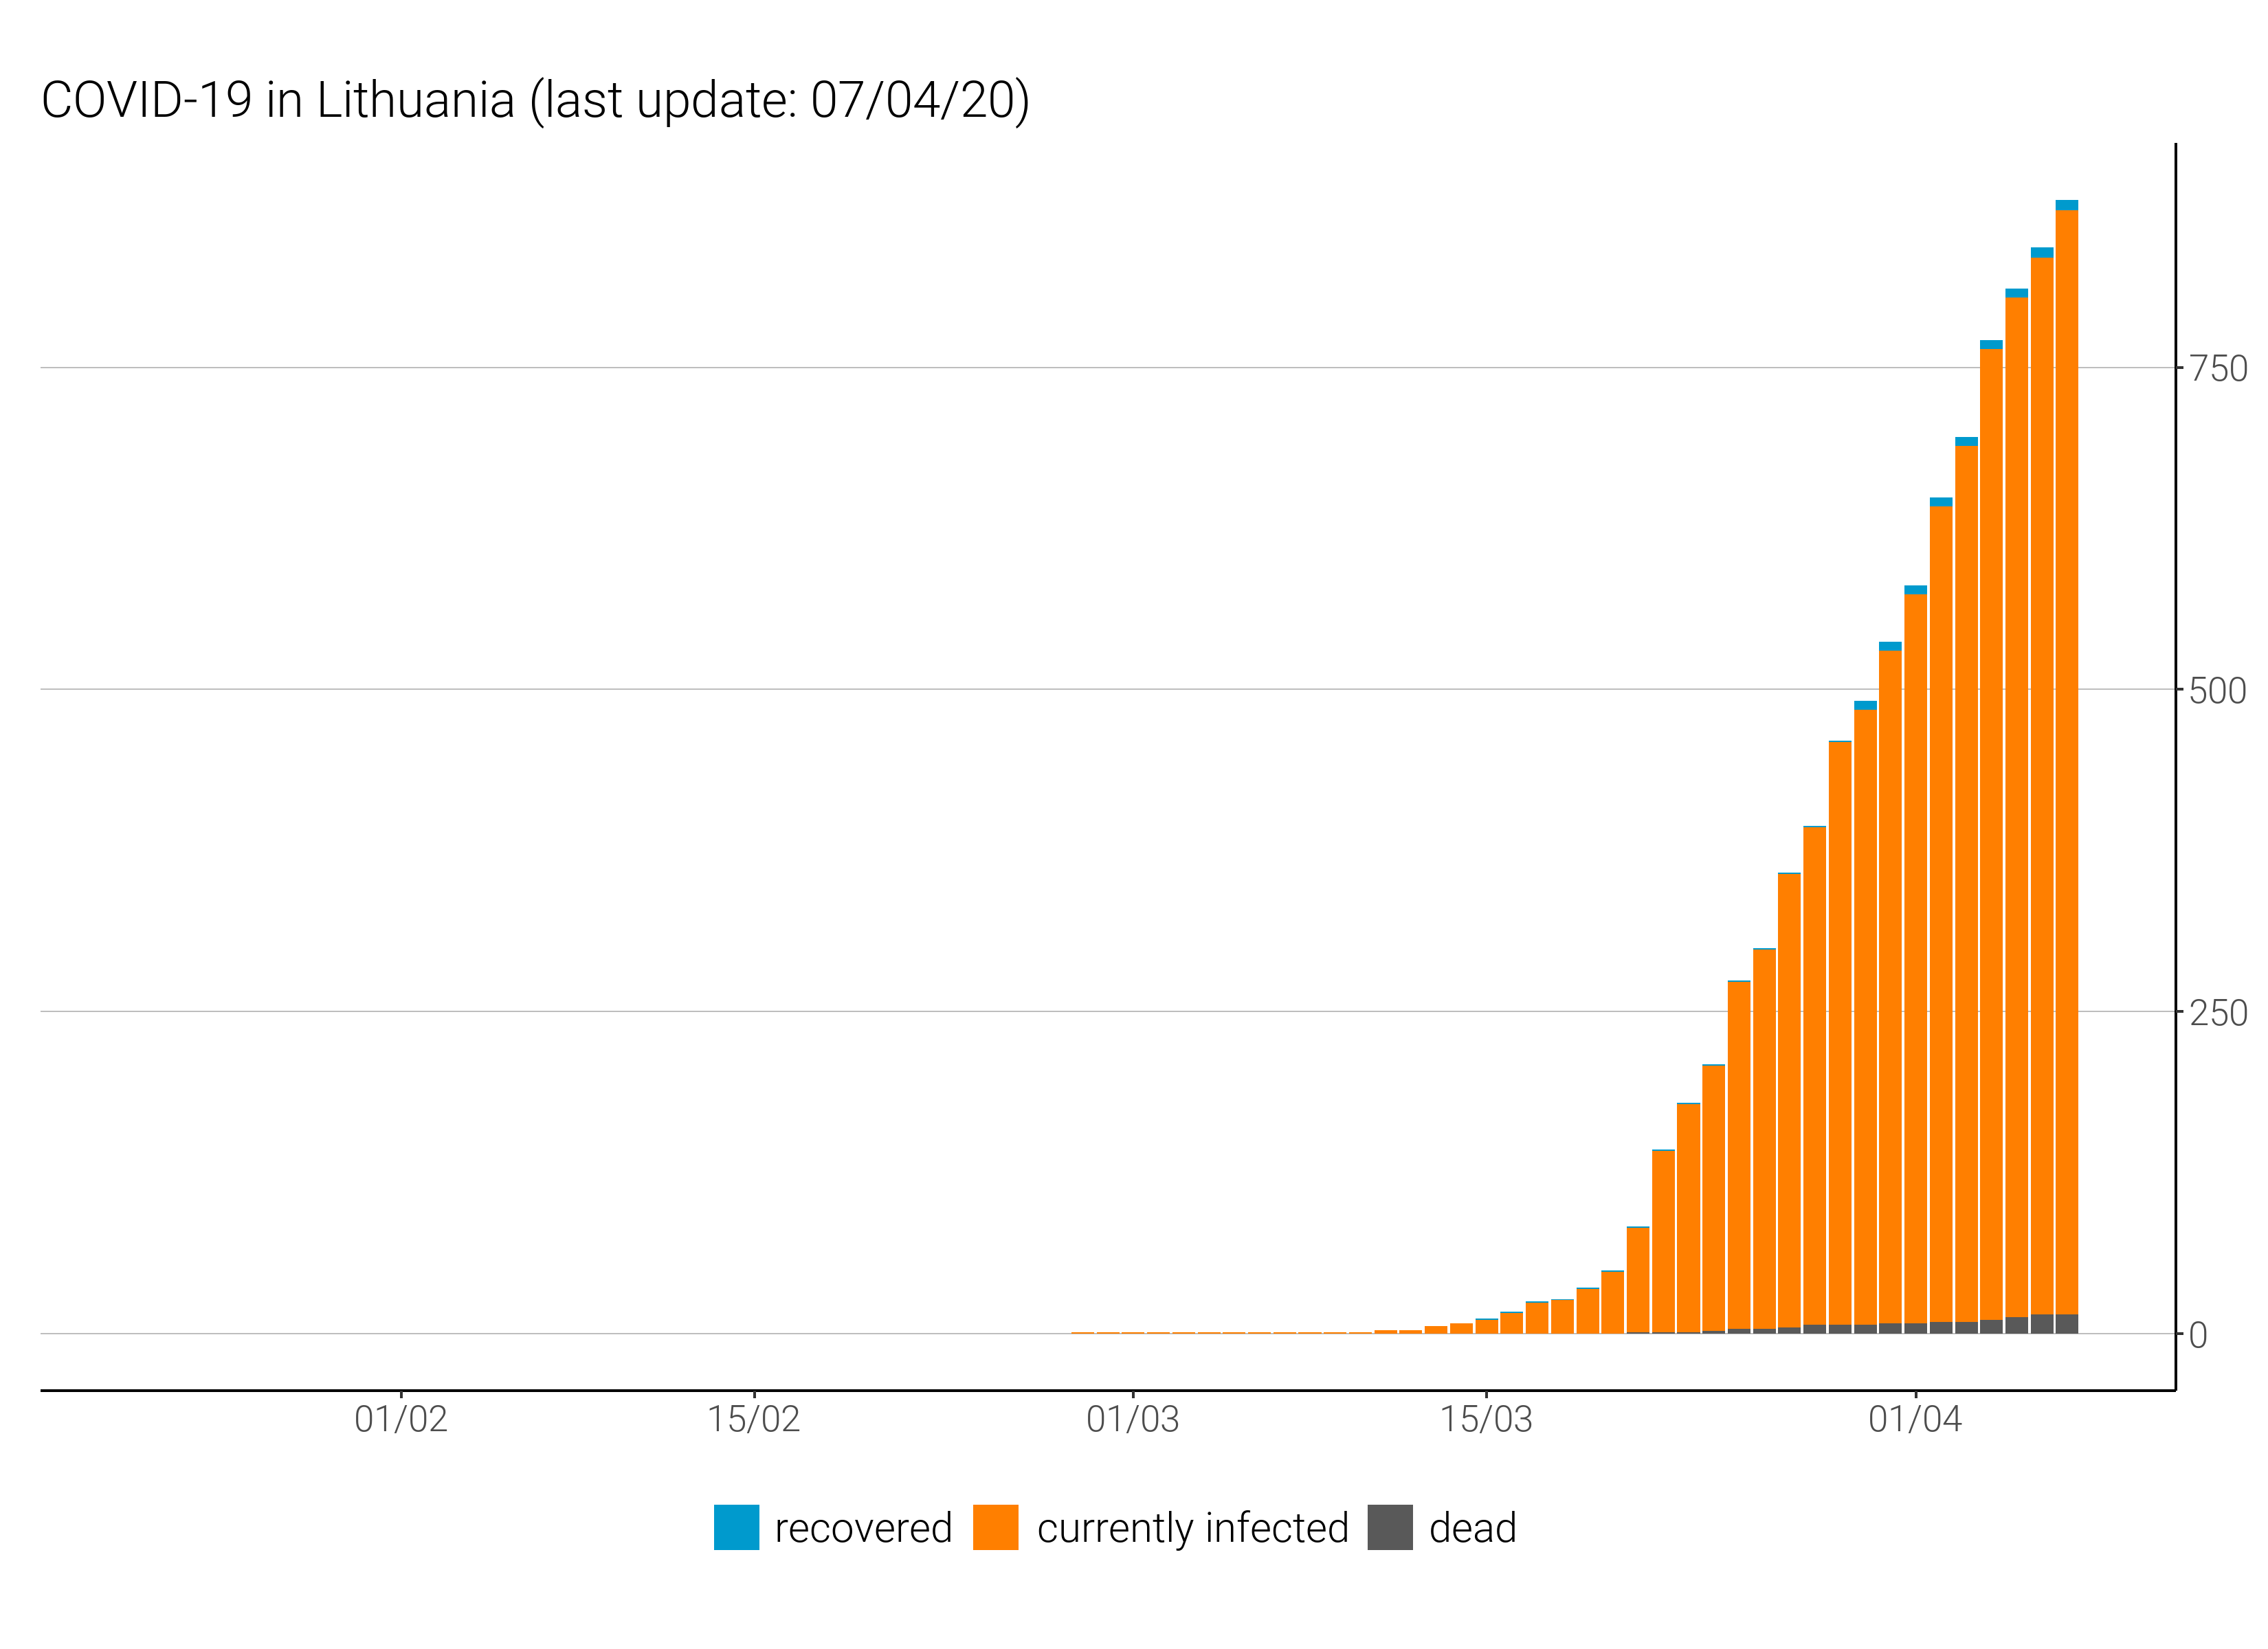 COVID-19 in Lithuania (last update: 07/04/20)
750
500
250
0
01/02 15/02 01/03 15/03 01/04
recovered currently infected dead